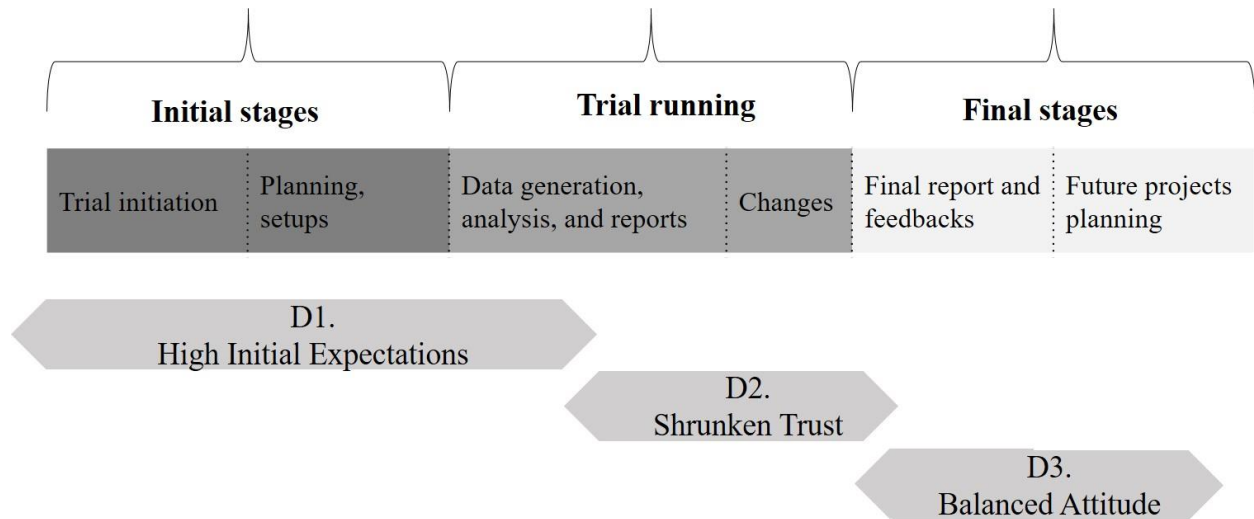 Initial stages
Trial running
Final stages
Trial initiation
Planning,
setups
Data generation,
analysis, and reports
Changes
Final report and
feedbacks
Future projects
planning
D1.
High Initial Expectations
D2.
Shrunken Trust
D3.
Balanced Attitude